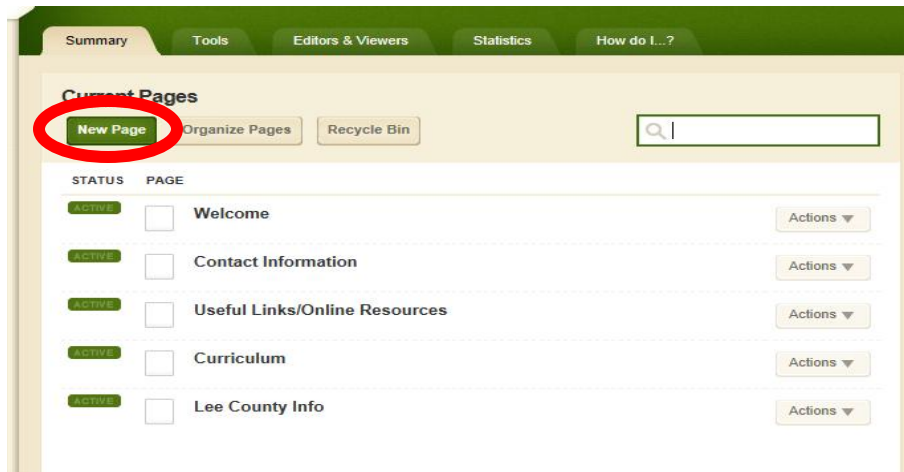 Summary Tools Editors & Viewers Statistics How do I...?
Current Pages
New Page Organize Pages Recycle Bin
STATUS PAGE
ACTIVE Welcome Actions
ACTIVE Contact Information Actions
ACTIVE Useful Links/Online Resources Actions
ACTIVE Curriculum Actions
ACTIVE Lee County Info Actions